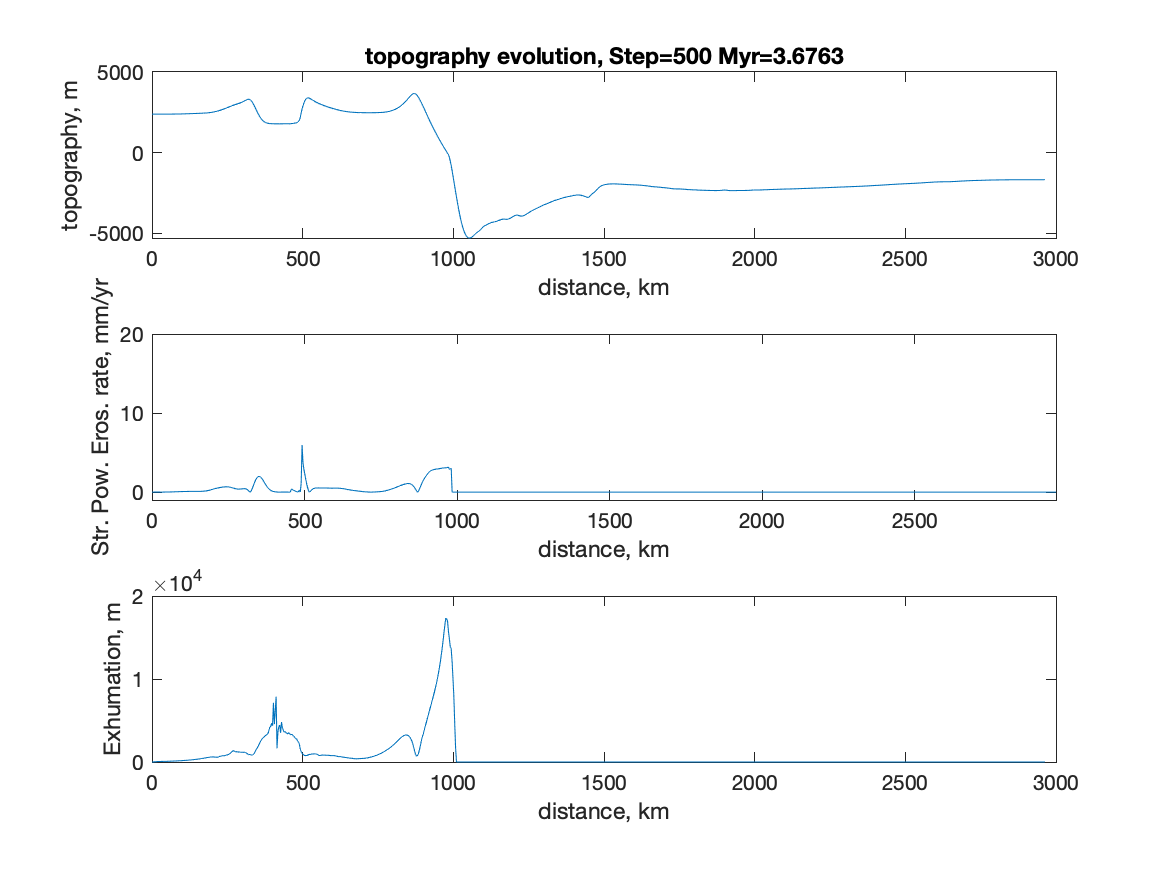 topography evolution, Step=500 Myr=3.6763
topography, m
5000
0
-5000
0 500 1000 1500 2000 2500 3000
distance, km
Str. Pow. Eros. rate, mm/yr
20
10
0
0 500 1000 1500 2000 2500
distance, km
×10^4
Exhumation, m
2
1
0
0 500 1000 1500 2000 2500 3000
distance, km